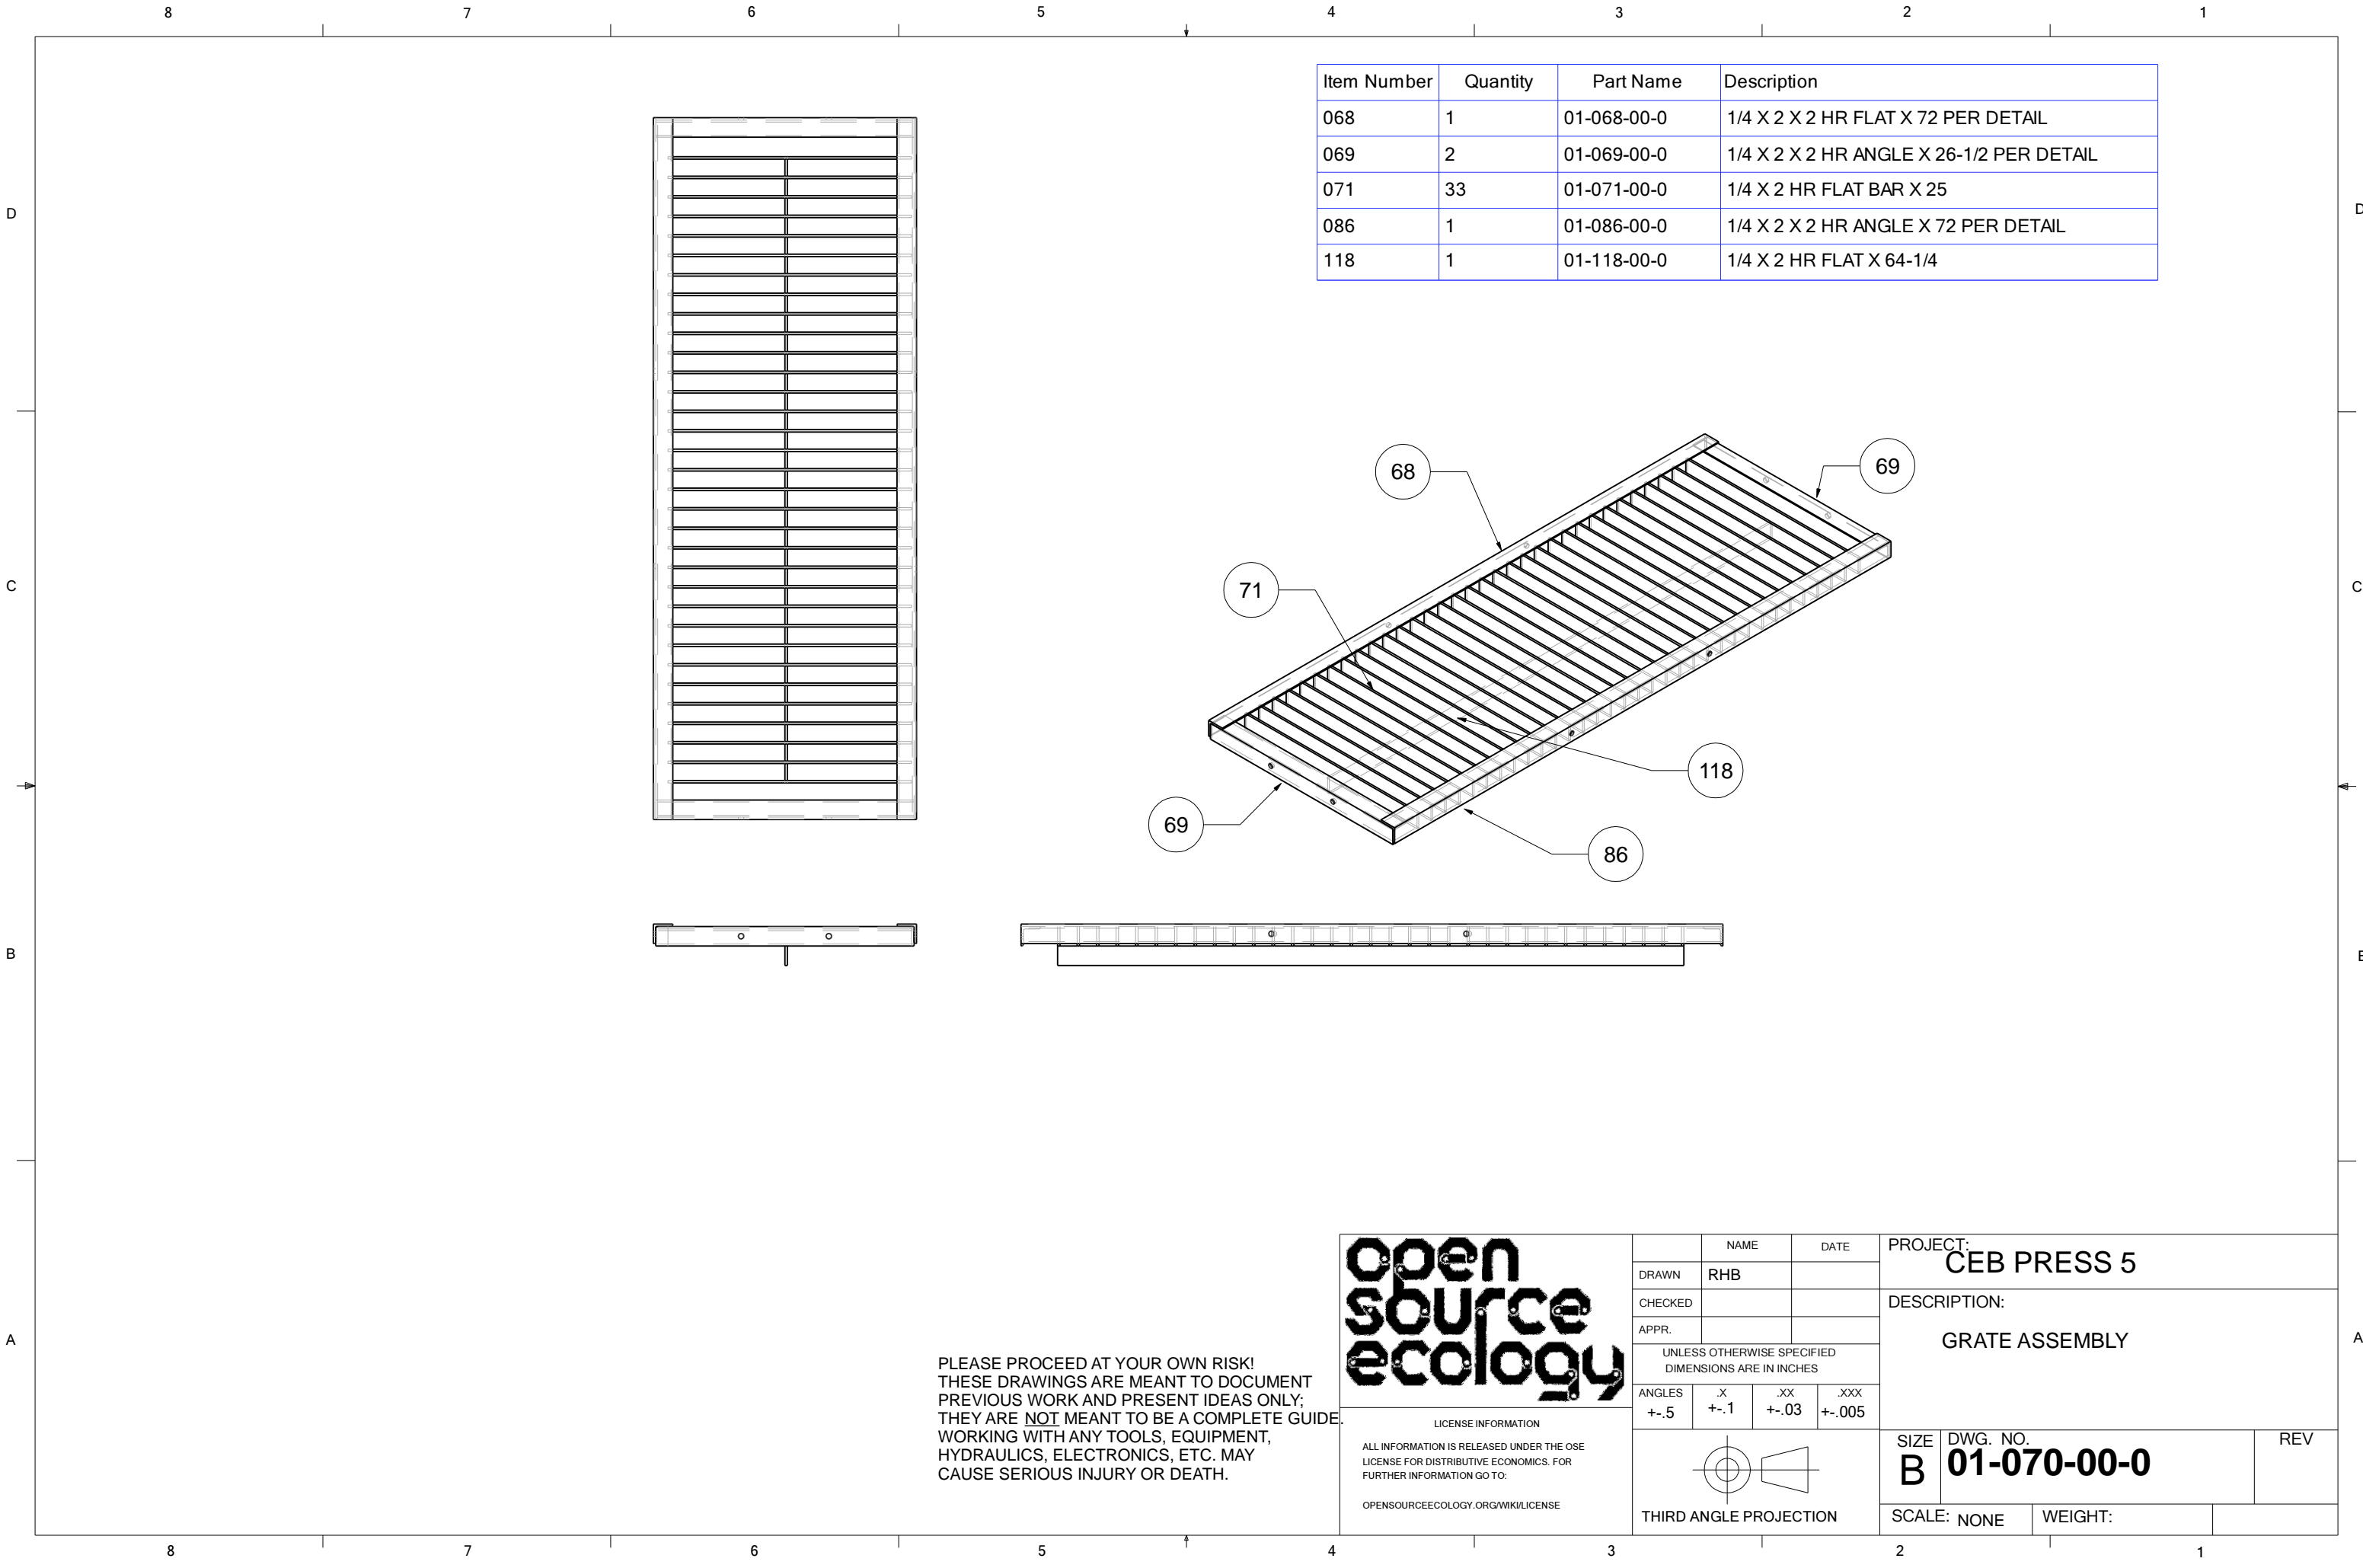 8 7 6 5 4 3 2 1
Item Number Quantity Part Name Description
068 1 01-068-00-0 1/4 X 2 X 2 HR FLAT X 72 PER DETAIL
069 2 01-069-00-0 1/4 X 2 X 2 HR ANGLE X 26-1/2 PER DETAIL
071 33 01-071-00-0 1/4 X 2 HR FLAT BAR X 25
086 1 01-086-00-0 1/4 X 2 X 2 HR ANGLE X 72 PER DETAIL
118 1 01-118-00-0 1/4 X 2 HR FLAT X 64-1/4
D D
68 69
71
C C
118
69
86
B B
A A
PLEASE PROCEED AT YOUR OWN RISK!
THESE DRAWINGS ARE MEANT TO DOCUMENT
PREVIOUS WORK AND PRESENT IDEAS ONLY;
THEY ARE NOT MEANT TO BE A COMPLETE GUIDE.
WORKING WITH ANY TOOLS, EQUIPMENT,
HYDRAULICS, ELECTRONICS, ETC. MAY
CAUSE SERIOUS INJURY OR DEATH.
open
source
ecology
LICENSE INFORMATION
ALL INFORMATION IS RELEASED UNDER THE OSE
LICENSE FOR DISTRIBUTIVE ECONOMICS. FOR
FURTHER INFORMATION GO TO:
OPENSOURCEECOLOGY.ORG/WIKI/LICENSE
NAME DATE
DRAWN RHB
CHECKED
APPR.
UNLESS OTHERWISE SPECIFIED
DIMENSIONS ARE IN INCHES
ANGLES .X .XX .XXX
+-.5 +-.1 +-.03 +-.005
THIRD ANGLE PROJECTION
PROJECT:
CEB PRESS 5
DESCRIPTION:
GRATE ASSEMBLY
SIZE DWG. NO. REV
B 01-070-00-0
SCALE: NONE WEIGHT:
8 7 6 5 4 3 2 1